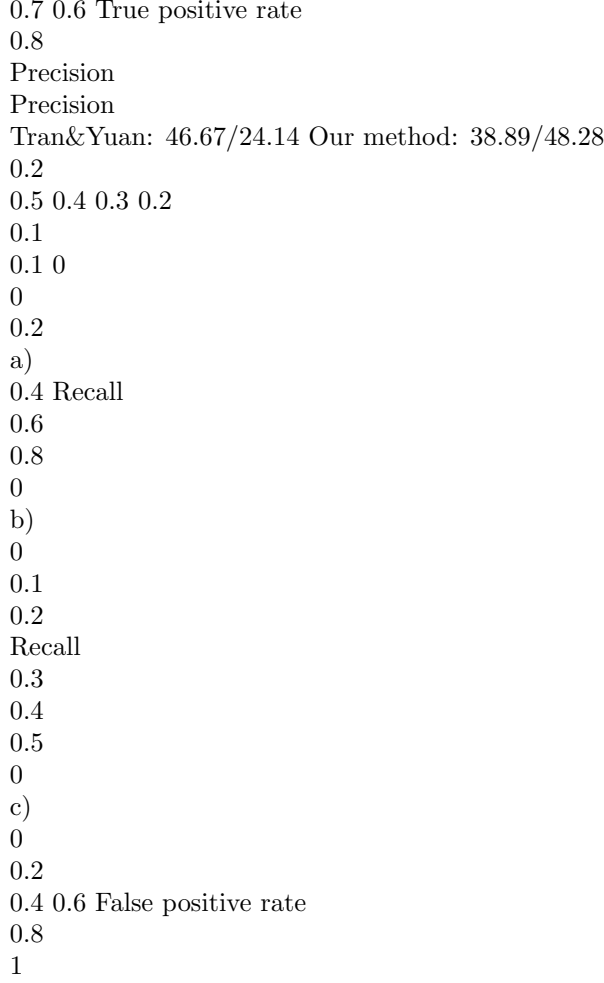 0.7 0.6 True positive rate
0.8
Precision
Precision
Tran&Yuan: 46.67/24.14 Our method: 38.89/48.28
0.2
0.5 0.4 0.3 0.2
0.1
0.1 0
0
0.2
a)
0.4 Recall
0.6
0.8
0
b)
0
0.1
0.2
Recall
0.3
0.4
0.5
0
c)
0
0.2
0.4 0.6 False positive rate
0.8
1